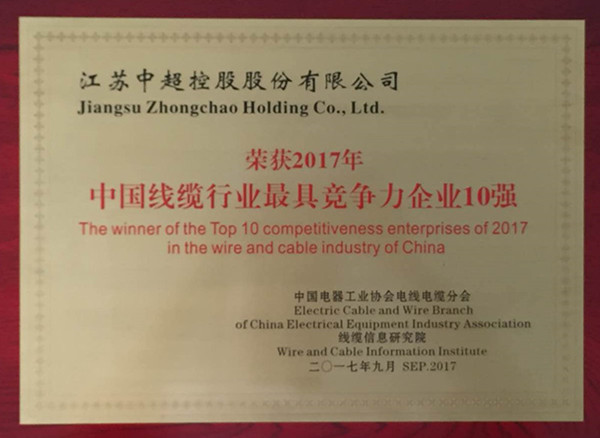 江苏中超控股股份有限公司
Jiangsu Zhongchao Holding Co., Ltd.
荣获2017年
中国线缆行业最具竞争力企业10强
The winner of the Top 10 competitiveness enterprises of 2017
in the wire and cable industry of China
中国电器工业协会电线电缆分会
Electric Cable and Wire Branch
of China Electrical Equipment Industry Association
线缆信息研究院
Wire and Cable Information Institute
二〇一七年九月 SEP.2017